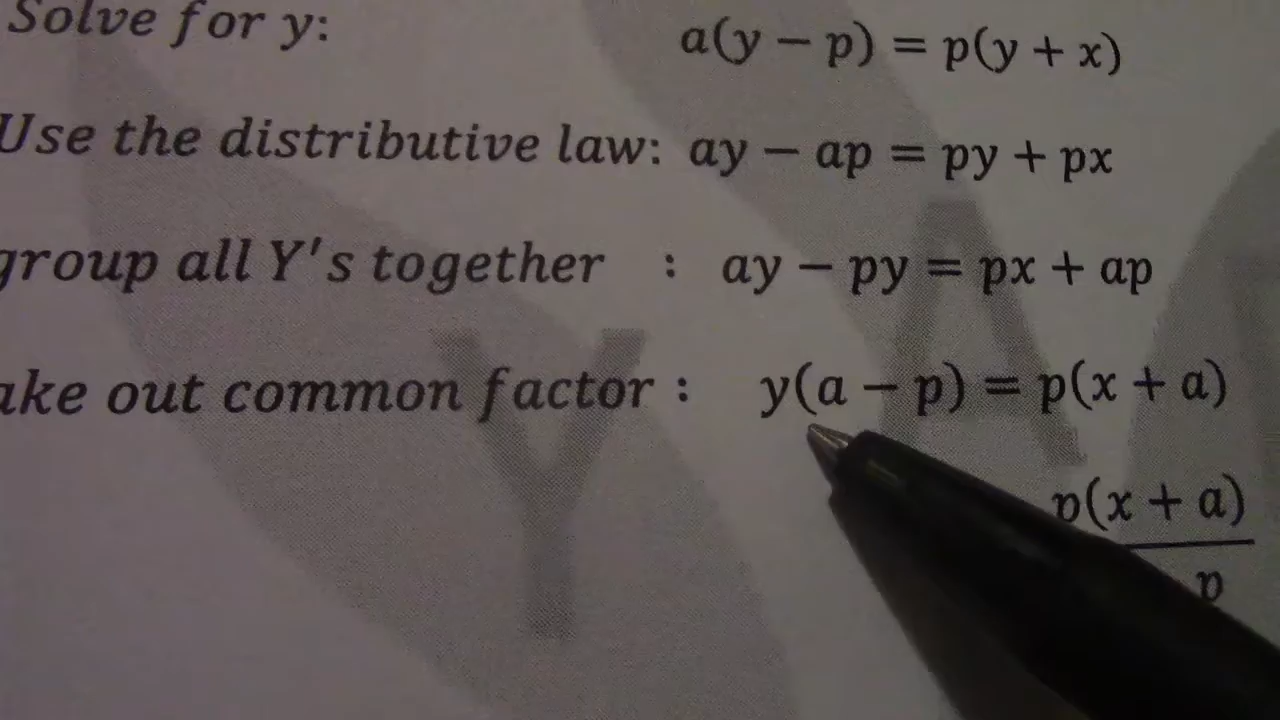 Solve for y: a(y − p) = p(y + x)
Use the distributive law: ay − ap = py + px
group all Y's together : ay − py = px + ap
ake out common factor : y(a − p) = p(x + a)
p(x + a)
p
Y A